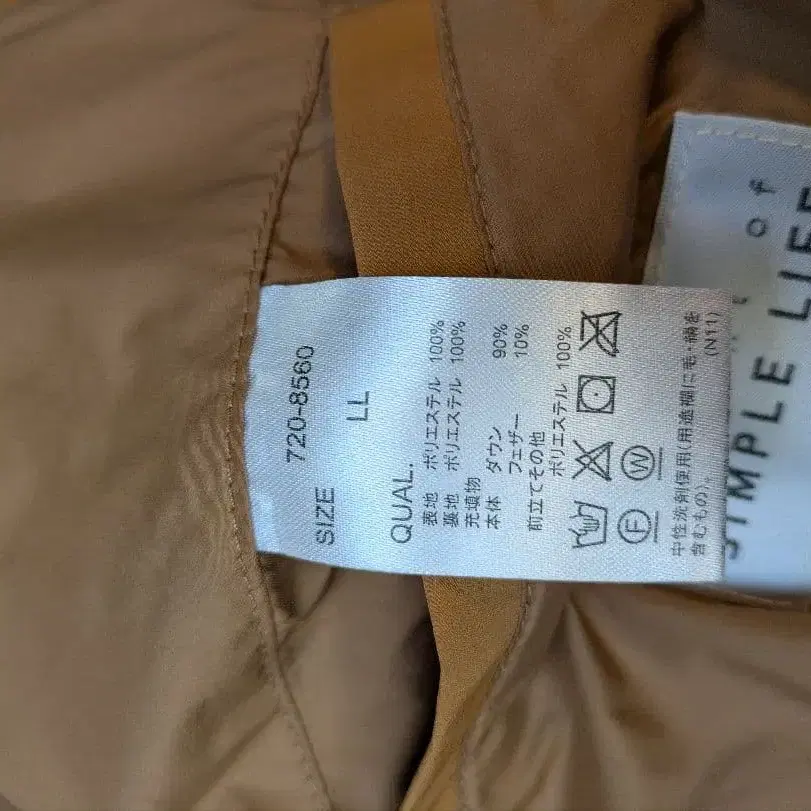 720-8560
SIZE LL
QUAL.
表地 ポリエステル 100%
裏地 ポリエステル 100%
充填物
本体 ダウン 90%
フェザー 10%
前立てその他
ポリエステル 100%
F W
中性洗剤使用(用途欄に毛・絹を
含むもの)。 (N11)
of
SIMPLE LIFE